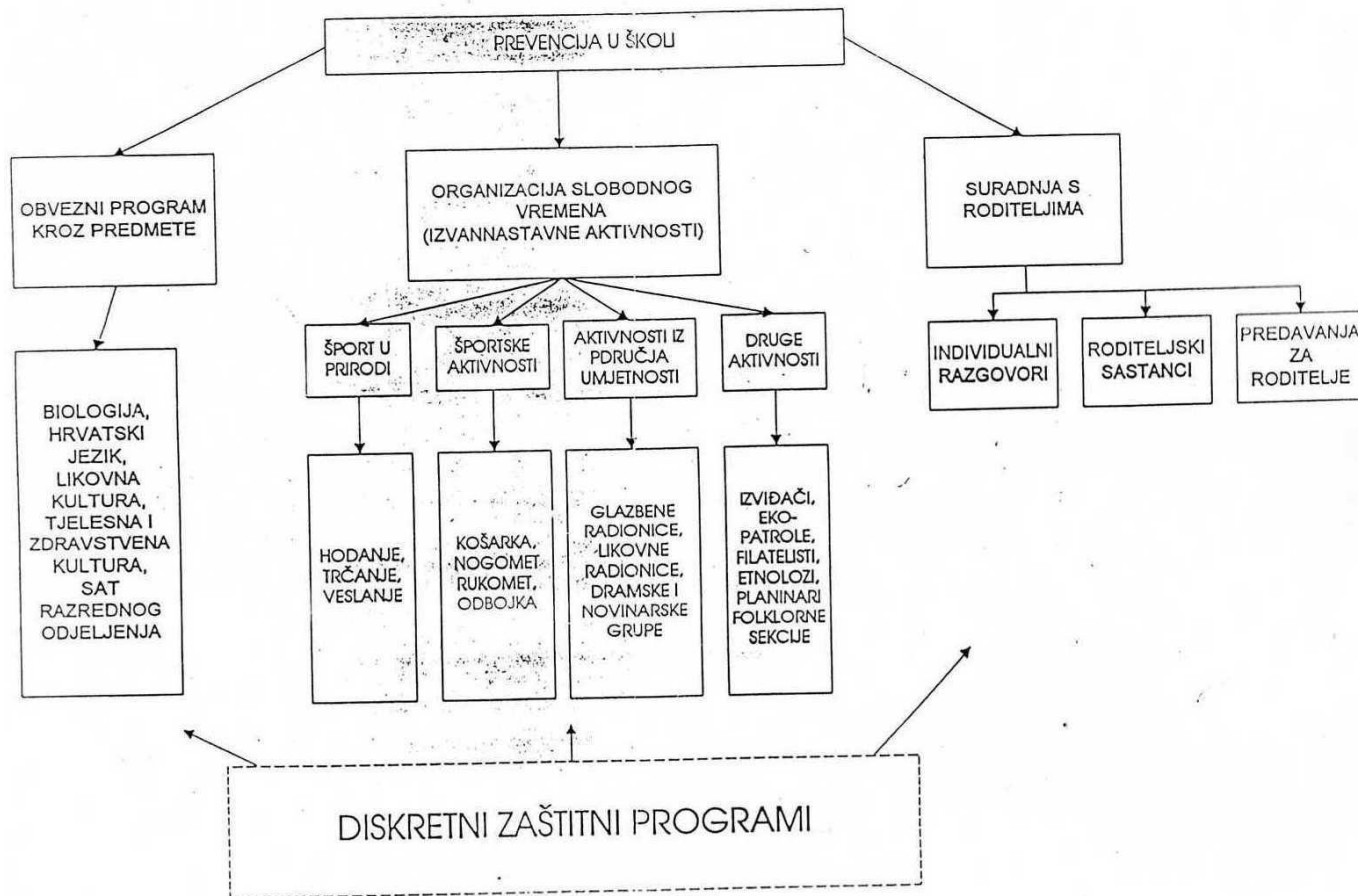 PREVENCIJA U ŠKOLI
OBVEZNI PROGRAM
KROZ PREDMETE
ORGANIZACIJA SLOBODNOG
VREMENA
(IZVANNASTAVNE AKTIVNOSTI)
SURADNJA S
RODITELJIMA
ŠPORT U
PRIRODI
ŠPORTSKE
AKTIVNOSTI
AKTIVNOSTI IZ
PDRUČJA
UMJETNOSTI
DRUGE
AKTIVNOSTI
INDIVIDUALNI
RAZGOVORI
RODITELJSKI
SASTANCI
PREDAVANJA
ZA
RODITELJE
BIOLOGIJA,
HRVATSKI
JEZIK,
LIKOVNA
KULTURA,
TJELESNA I
ZDRAVSTVENA
KULTURA,
SAT
RAZREDNOG
ODJELJENJA
HODANJE,
TRČANJE,
VESLANJE
KOŠARKA,
NOGOMET
RUKOMET,
ODBOJKA
GLAZBENE
RADIONICE,
LIKOVNE
RADIONICE,
DRAMSKE I
NOVINARSKE
GRUPE
IZVIĐAČI,
EKO-
PATROLE,
FILATELISTI,
ETNOLOZI,
PLANINARI
FOLKLORNE
SEKCIJE
DISKRETNI ZAŠTITNI PROGRAMI